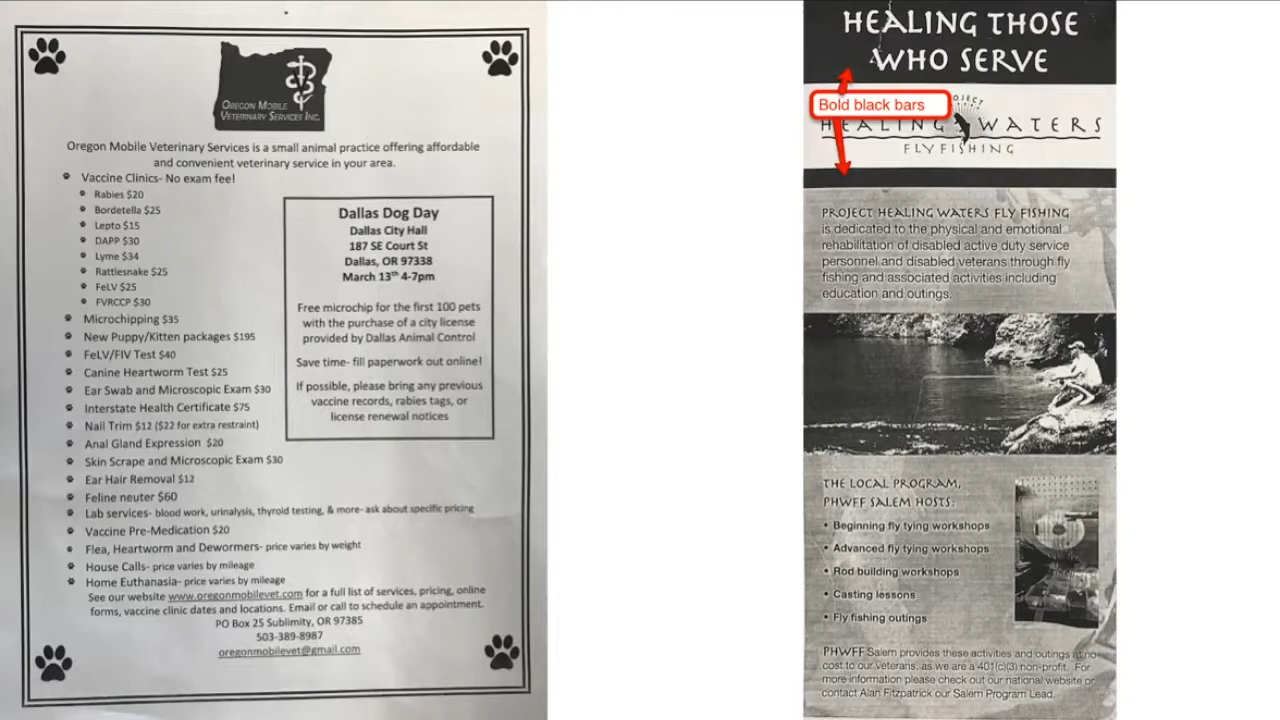 OREGON MOBILE
VETERINARY SERVICES INC.
Oregon Mobile Veterinary Services is a small animal practice offering affordable
and convenient veterinary service in your area.
Vaccine Clinics- No exam fee!
Rabies $20
Bordetella $25
Lepto $15
DAPP $30
Lyme $34
Rattlesnake $25
FeLV $25
FVRCCP $30
Microchipping $35
New Puppy/Kitten packages $195
FeLV/FIV Test $40
Canine Heartworm Test $25
Ear Swab and Microscopic Exam $30
Interstate Health Certificate $75
Nail Trim $12 ($22 for extra restraint)
Anal Gland Expression $20
Skin Scrape and Microscopic Exam $30
Ear Hair Removal $12
Feline neuter $60
Lab services- blood work, urinalysis, thyroid testing, & more- ask about specific pricing
Vaccine Pre-Medication $20
Flea, Heartworm and Dewormers- price varies by weight
House Calls- price varies by mileage
Home Euthanasia- price varies by mileage
See our website www.oregonmobilevet.com for a full list of services, pricing, online
forms, vaccine clinic dates and locations. Email or call to schedule an appointment.
PO Box 25 Sublimity, OR 97385
503-389-8987
oregonmobilevet@gmail.com
Dallas Dog Day
Dallas City Hall
187 SE Court St
Dallas, OR 97338
March 13th 4-7pm
Free microchip for the first 100 pets
with the purchase of a city license
provided by Dallas Animal Control
Save time- fill paperwork out online!
If possible, please bring any previous
vaccine records, rabies tags, or
license renewal notices
HEALING THOSE
WHO SERVE
Bold black bars
OJECT
HEALING WATERS
FLY FISHING
PROJECT HEALING WATERS FLY FISHING
is dedicated to the physical and emotional
rehabilitation of disabled active duty service
personnel and disabled veterans through fly
fishing and associated activities including
education and outings.
THE LOCAL PROGRAM,
PHWFF SALEM HOSTS:
• Beginning fly tying workshops
• Advanced fly tying workshops
• Rod building workshops
• Casting lessons
• Fly fishing outings
PHWFF Salem provides these activities and outings at no
cost to our veterans, as we are a 401(c)(3) non-profit. For
more information please check out our national website or
contact Alan Fitzpatrick our Salem Program Lead.